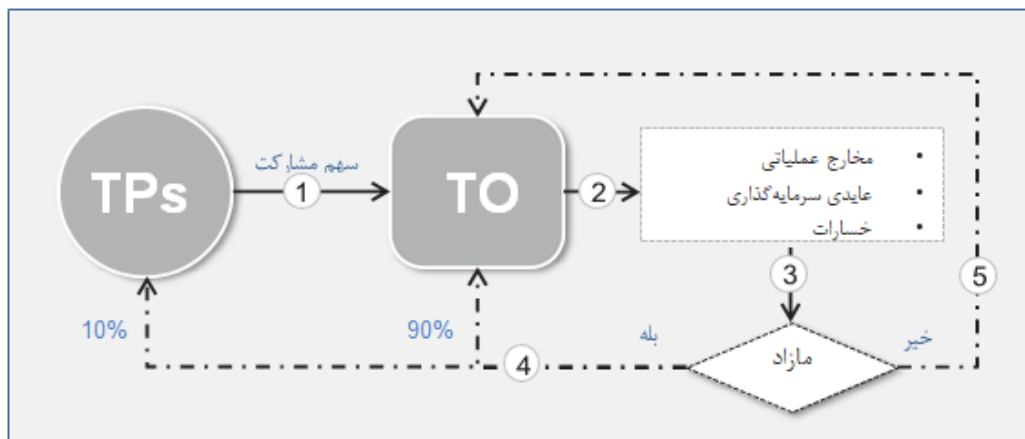 سهم مشارکت
TPs
1
TO
2
• مخارج عملیاتی
• عایدی سرمایه‌گذاری
• خسارات
3
5
10%
90%
بله
مازاد
خیر
4